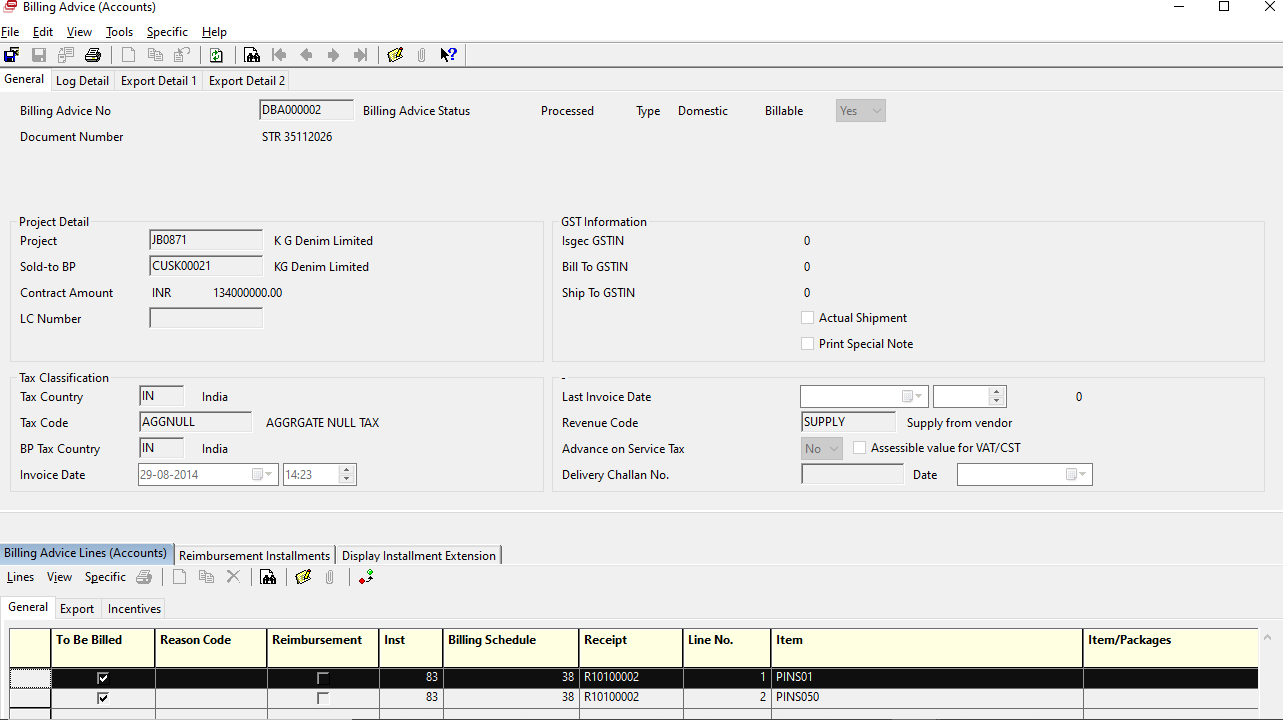 Billing Advice (Accounts)
File Edit View Tools Specific Help
General Log Detail Export Detail 1 Export Detail 2
Billing Advice No DBA000002 Billing Advice Status Processed Type Domestic Billable Yes
Document Number STR 35112026
Project Detail
Project JB0871 K G Denim Limited
Sold-to BP CUSK00021 KG Denim Limited
Contract Amount INR 134000000.00
LC Number
GST Information
Isgec GSTIN 0
Bill To GSTIN 0
Ship To GSTIN 0
Actual Shipment
Print Special Note
Tax Classification
Tax Country IN India
Tax Code AGGNULL AGGRGATE NULL TAX
BP Tax Country IN India
Invoice Date 29-08-2014 14:23
-
Last Invoice Date 0
Revenue Code SUPPLY Supply from vendor
Advance on Service Tax No Assessible value for VAT/CST
Delivery Challan No. Date
Billing Advice Lines (Accounts) Reimbursement Installments Display Installment Extension
Lines View Specific
General Export Incentives
To Be Billed Reason Code Reimbursement Inst Billing Schedule Receipt Line No. Item Item/Packages
83 38 R10100002 1 PINS01
83 38 R10100002 2 PINS050